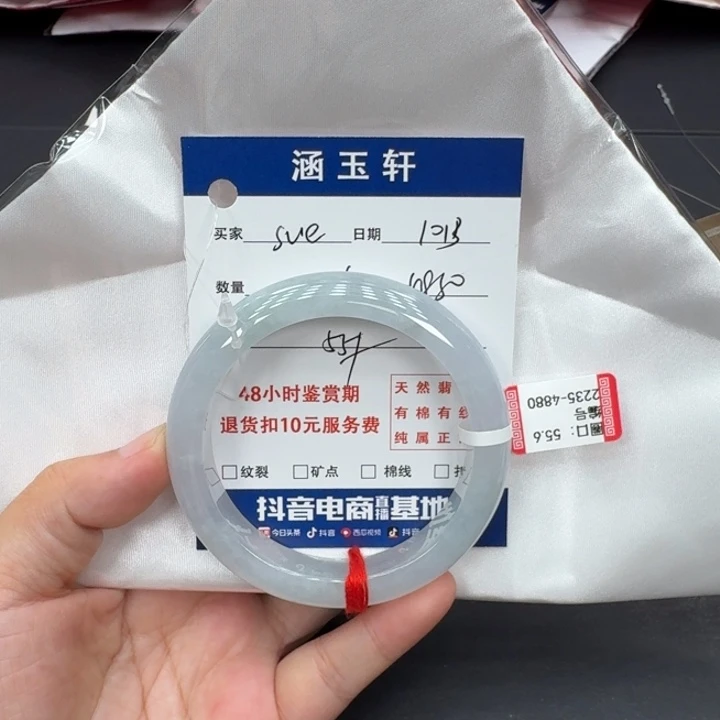 涵玉轩
买家 sue 日期 1013
数量
48小时鉴赏期
退货扣10元服务费
天然翡
有棉有
纯属正
纹裂 矿点 棉线
抖音电商直播基地
今日头条 抖音 西瓜视频 抖音
圈口：55.6
编号
2235-4880